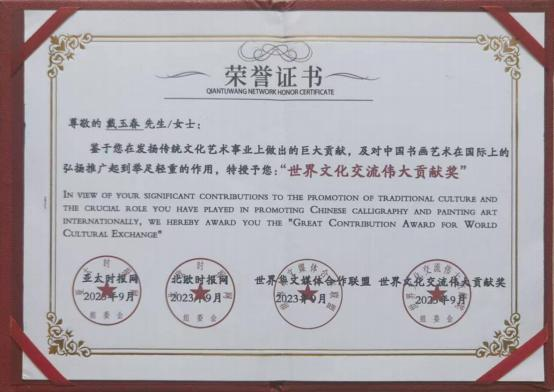 荣誉证书
QIANTUWANG NETWORK HONOR CERTIFICATE
尊敬的 戴玉春 先生/女士：
鉴于您在发扬传统文化艺术事业上做出的巨大贡献，及对中国书画艺术在国际上的
弘扬推广起到举足轻重的作用，特授予您：“世界文化交流伟大贡献奖”
IN VIEW OF YOUR SIGNIFICANT CONTRIBUTIONS TO THE PROMOTION OF TRADITIONAL CULTURE AND
THE CRUCIAL ROLE YOU HAVE PLAYED IN PROMOTING CHINESE CALLIGRAPHY AND PAINTING ART
INTERNATIONALLY, WE HEREBY AWARD YOU THE "GREAT CONTRIBUTION AWARD FOR WORLD
CULTURAL EXCHANGE"
亚太时报网 北欧时报网 世界华文媒体合作联盟 世界文化交流伟大贡献奖
2023年9月 2023年9月 2023年9月 2023年9月
组委会 组委会 组委会